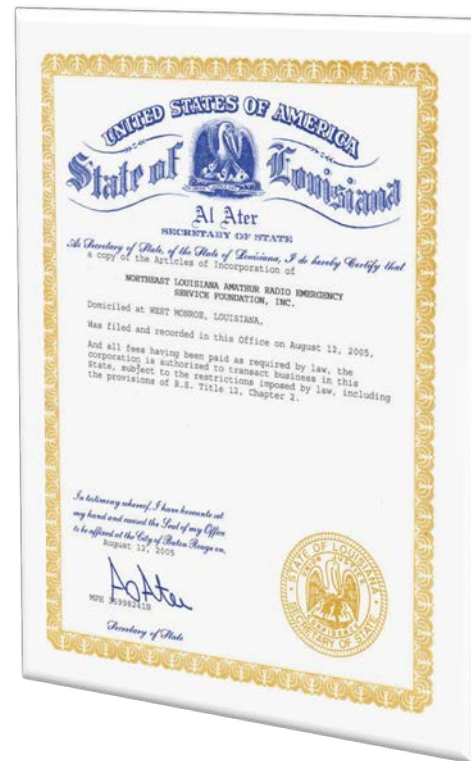 UNITED STATES OF AMERICA
State of Louisiana
Al Ater
SECRETARY OF STATE
As Secretary of State, of the State of Louisiana, I do hereby Certify that
a copy of the Articles of Incorporation of
NORTHEAST LOUISIANA AMATEUR RADIO EMERGENCY
SERVICE FOUNDATION, INC.
Domiciled at WEST MONROE, LOUISIANA,
Was filed and recorded in this Office on August 12, 2005,
And all fees having been paid as required by law, the
corporation is authorized to transact business in this
State, subject to the restrictions imposed by law, including
the provisions of R.S. Title 12, Chapter 2.
In testimony whereof, I have hereunto set
my hand and caused the Seal of my Office
to be affixed at the City of Baton Rouge on,
August 12, 2005
Al Ater
MPH 35998241N
Secretary of State
STATE OF LOUISIANA
CONFIDENCE
SECRETARY OF STATE